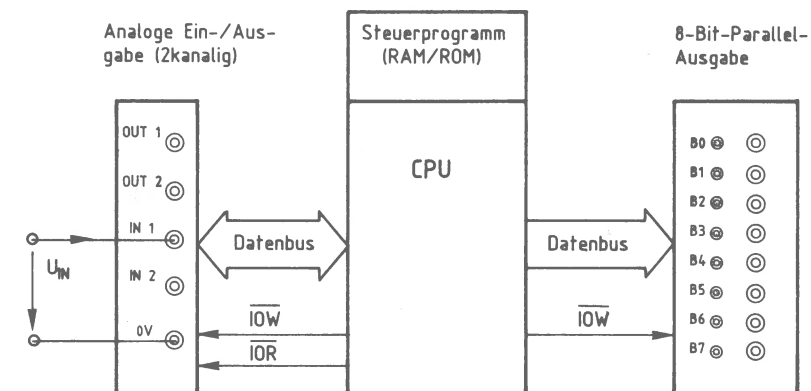 Analoge Ein-/Aus-
gabe (2kanalig)
OUT 1
OUT 2
IN 1
IN 2
0V
UIN
Datenbus
IOW
IOR
Steuerprogramm
(RAM/ROM)
CPU
Datenbus
IOW
8-Bit-Parallel-
Ausgabe
B0
B1
B2
B3
B4
B5
B6
B7